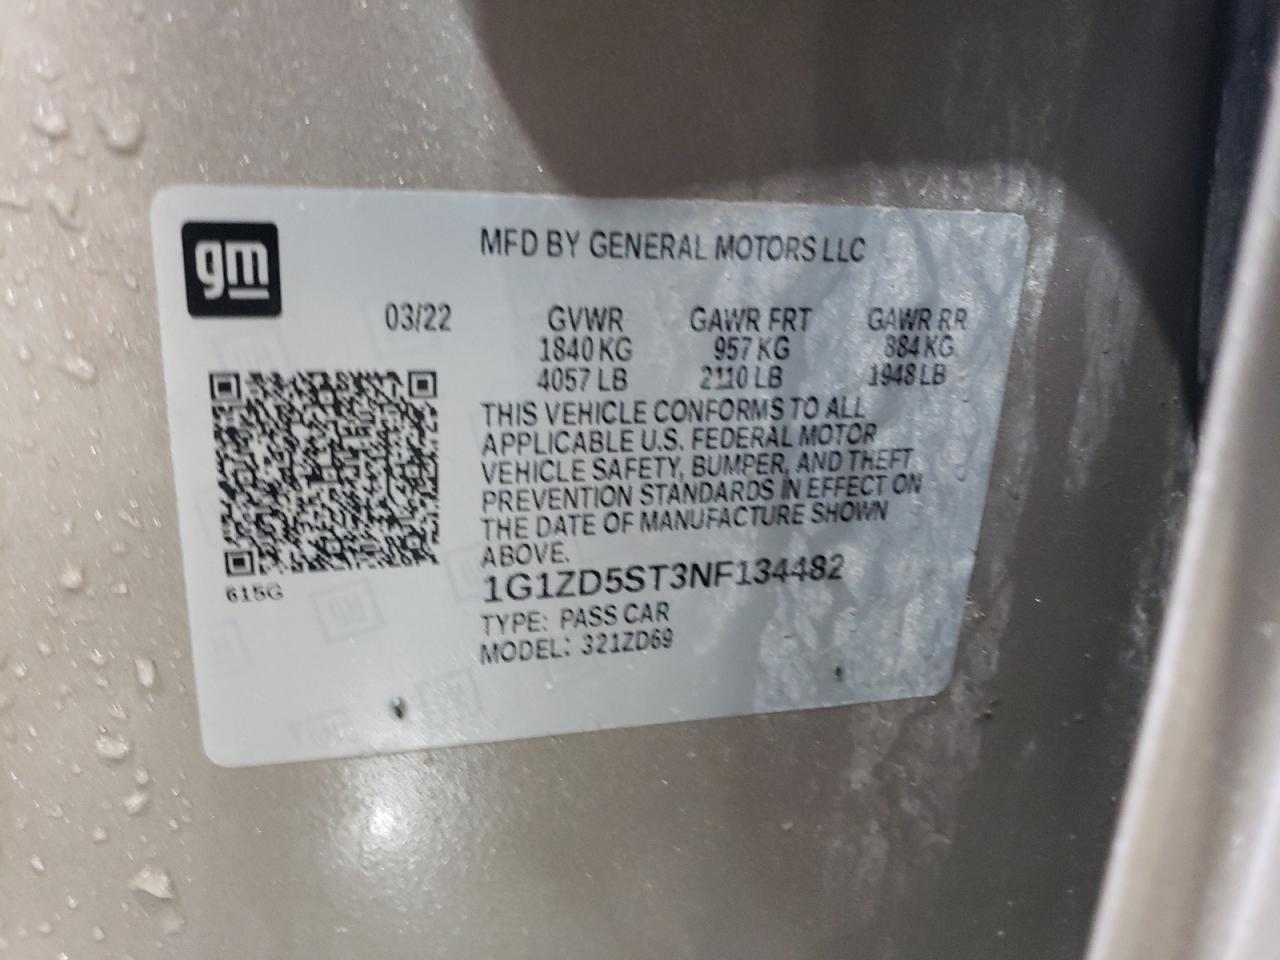 gm
MFD BY GENERAL MOTORS LLC
03/22 GVWR GAWR FRT GAWR RR
1840 KG 957 KG 884 KG
4057 LB 2110 LB 1948 LB
THIS VEHICLE CONFORMS TO ALL
APPLICABLE U.S. FEDERAL MOTOR
VEHICLE SAFETY, BUMPER, AND THEFT
PREVENTION STANDARDS IN EFFECT ON
THE DATE OF MANUFACTURE SHOWN
ABOVE.
1G1ZD5ST3NF134482
615G
TYPE: PASS CAR
MODEL: 321ZD69